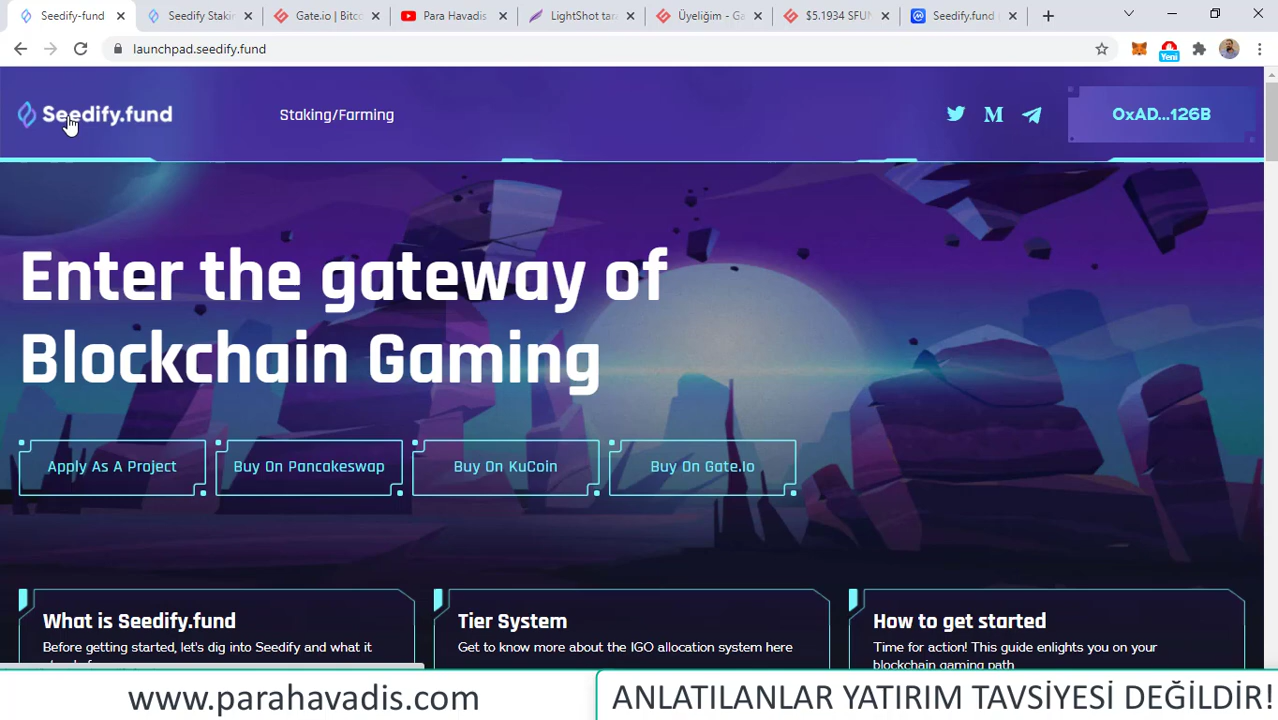 Seedify-fund
Seedify Staki
Gate.io | Bitc
Para Havadis
LightShot tar
Üyeliğim - Ga
$5.1934 SFUN
Seedify.fund
launchpad.seedify.fund
Yeni
Seedify.fund
Staking/Farming
0xAD...126B
Enter the gateway of
Blockchain Gaming
Apply As A Project
Buy On Pancakeswap
Buy On KuCoin
Buy On Gate.Io
What is Seedify.fund
Before getting started, let's dig into Seedify and what it
Tier System
Get to know more about the IGO allocation system here
How to get started
Time for action! This guide enlights you on your
blockchain gaming path
www.parahavadis.com
ANLATILANLAR YATIRIM TAVSİYESİ DEĞİLDİR!